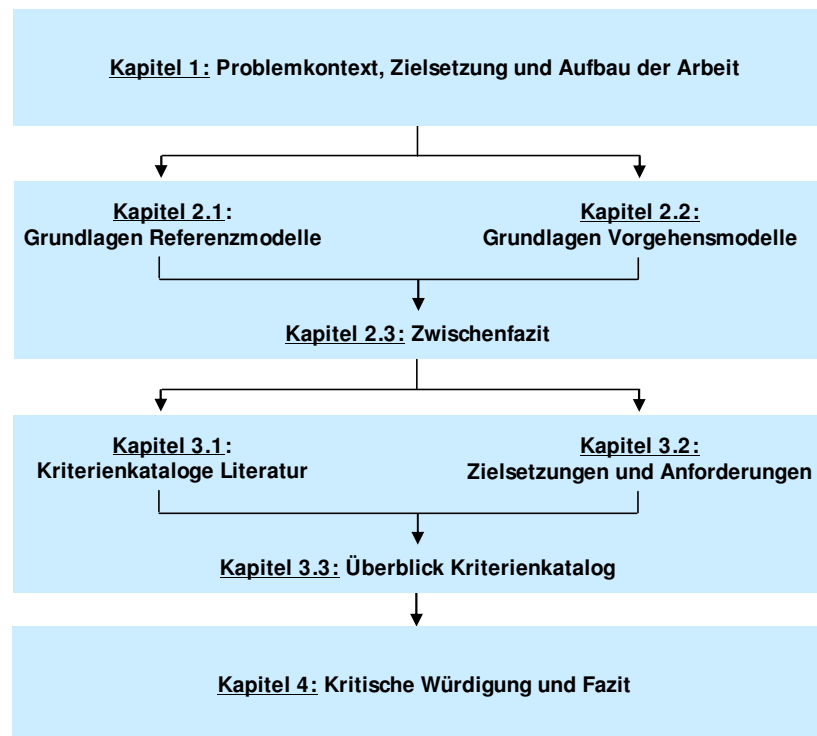 Kapitel 1: Problemkontext, Zielsetzung und Aufbau der Arbeit
Kapitel 2.1:
Grundlagen Referenzmodelle
Kapitel 2.2:
Grundlagen Vorgehensmodelle
Kapitel 2.3: Zwischenfazit
Kapitel 3.1:
Kriterienkataloge Literatur
Kapitel 3.2:
Zielsetzungen und Anforderungen
Kapitel 3.3: Überblick Kriterienkatalog
Kapitel 4: Kritische Würdigung und Fazit